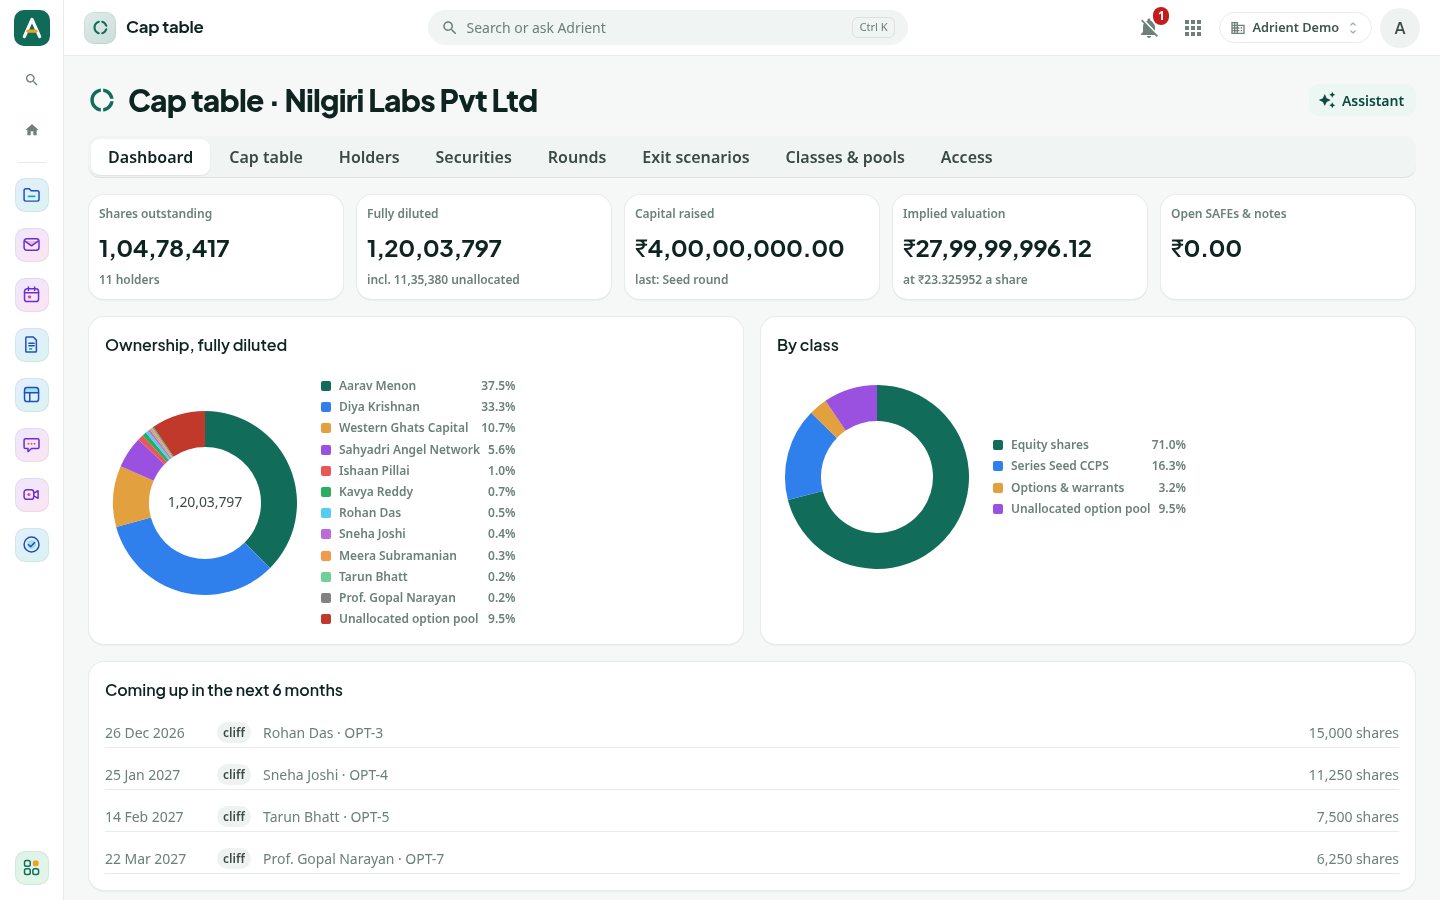 Cap table
Search or ask Adrient
Ctrl K
1
Adrient Demo
A
Cap table · Nilgiri Labs Pvt Ltd
Assistant
Dashboard Cap table Holders Securities Rounds Exit scenarios Classes & pools Access
Shares outstanding
1,04,78,417
11 holders
Fully diluted
1,20,03,797
incl. 11,35,380 unallocated
Capital raised
₹4,00,00,000.00
last: Seed round
Implied valuation
₹27,99,99,996.12
at ₹23.325952 a share
Open SAFEs & notes
₹0.00
Ownership, fully diluted
1,20,03,797
Aarav Menon 37.5%
Diya Krishnan 33.3%
Western Ghats Capital 10.7%
Sahyadri Angel Network 5.6%
Ishaan Pillai 1.0%
Kavya Reddy 0.7%
Rohan Das 0.5%
Sneha Joshi 0.4%
Meera Subramanian 0.3%
Tarun Bhatt 0.2%
Prof. Gopal Narayan 0.2%
Unallocated option pool 9.5%
By class
Equity shares 71.0%
Series Seed CCPS 16.3%
Options & warrants 3.2%
Unallocated option pool 9.5%
Coming up in the next 6 months
26 Dec 2026 cliff Rohan Das · OPT-3 15,000 shares
25 Jan 2027 cliff Sneha Joshi · OPT-4 11,250 shares
14 Feb 2027 cliff Tarun Bhatt · OPT-5 7,500 shares
22 Mar 2027 cliff Prof. Gopal Narayan · OPT-7 6,250 shares